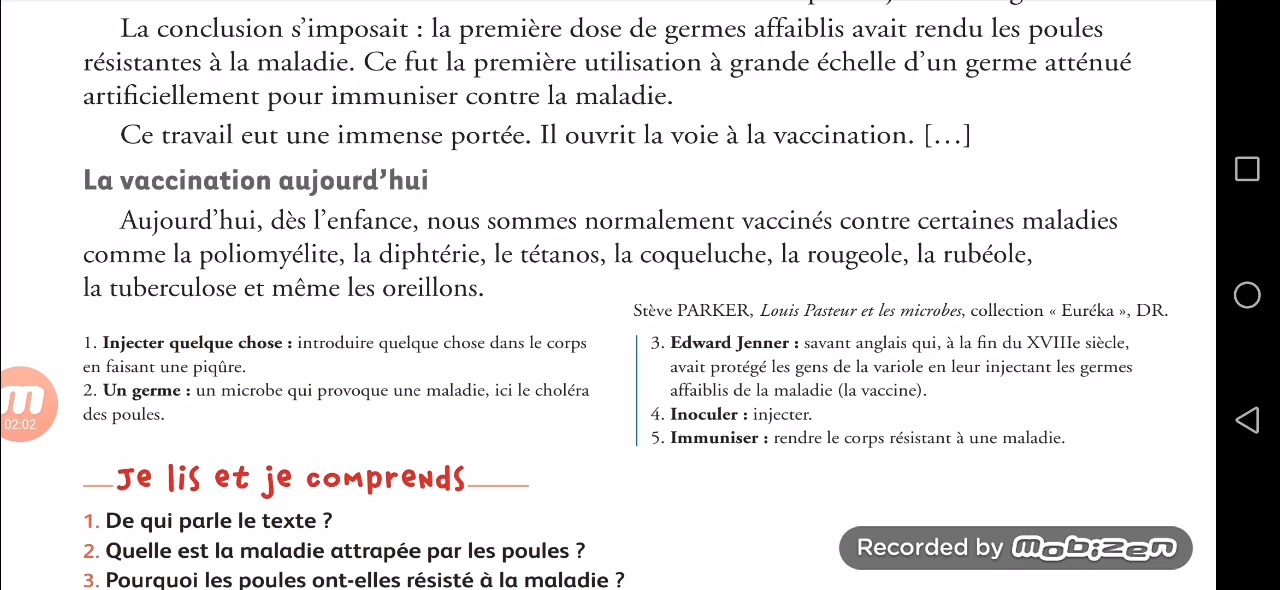 La conclusion s’imposait : la première dose de germes affaiblis avait rendu les poules
résistantes à la maladie. Ce fut la première utilisation à grande échelle d’un germe atténué
artificiellement pour immuniser contre la maladie.
Ce travail eut une immense portée. Il ouvrit la voie à la vaccination. […]
La vaccination aujourd’hui
Aujourd’hui, dès l’enfance, nous sommes normalement vaccinés contre certaines maladies
comme la poliomyélite, la diphtérie, le tétanos, la coqueluche, la rougeole, la rubéole,
la tuberculose et même les oreillons.
Stève PARKER, Louis Pasteur et les microbes, collection « Euréka », DR.
1. Injecter quelque chose : introduire quelque chose dans le corps
en faisant une piqûre.
2. Un germe : un microbe qui provoque une maladie, ici le choléra
des poules.
3. Edward Jenner : savant anglais qui, à la fin du XVIIIe siècle,
avait protégé les gens de la variole en leur injectant les germes
affaiblis de la maladie (la vaccine).
4. Inoculer : injecter.
5. Immuniser : rendre le corps résistant à une maladie.
m
02:02
Je lis et je comprends
1. De qui parle le texte ?
2. Quelle est la maladie attrapée par les poules ?
3. Pourquoi les poules ont-elles résisté à la maladie ?
Recorded by mobizen